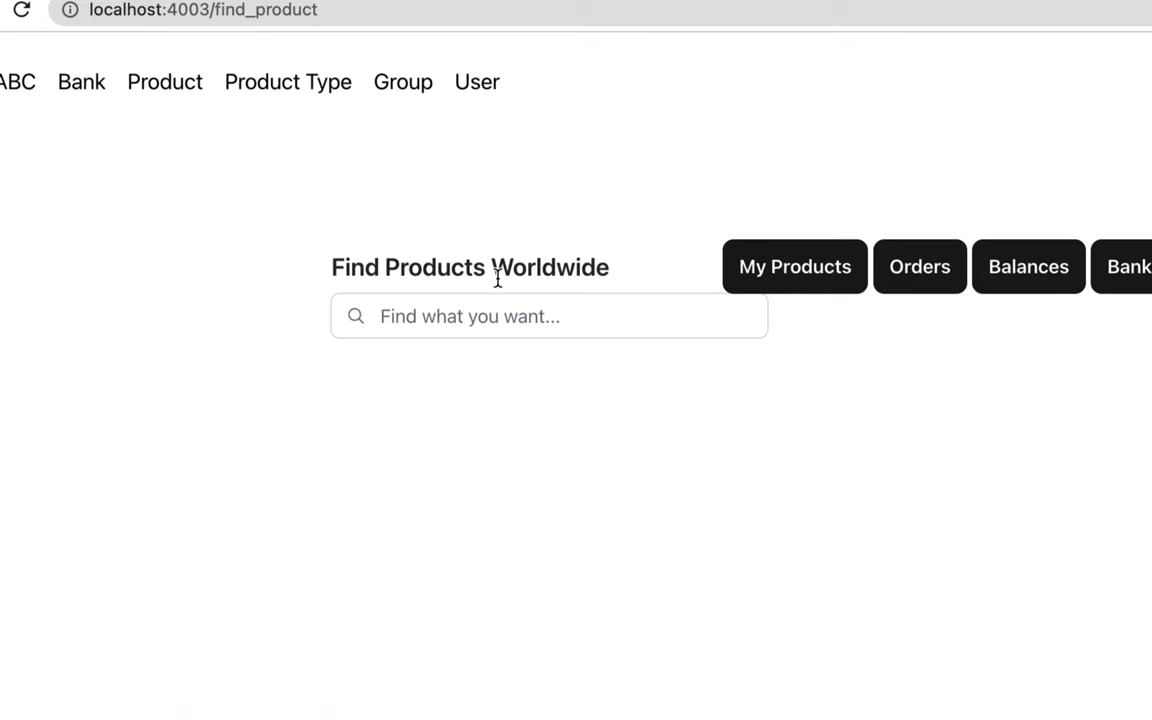 localhost:4003/find_product
ABC Bank Product Product Type Group User
Find Products Worldwide My Products Orders Balances Bank
Find what you want...